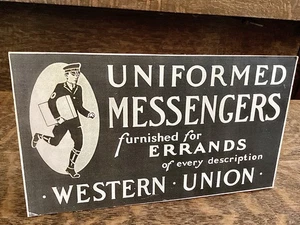 UNIFORMED
MESSENGERS
furnished for
ERRANDS
of every description
· WESTERN · UNION ·